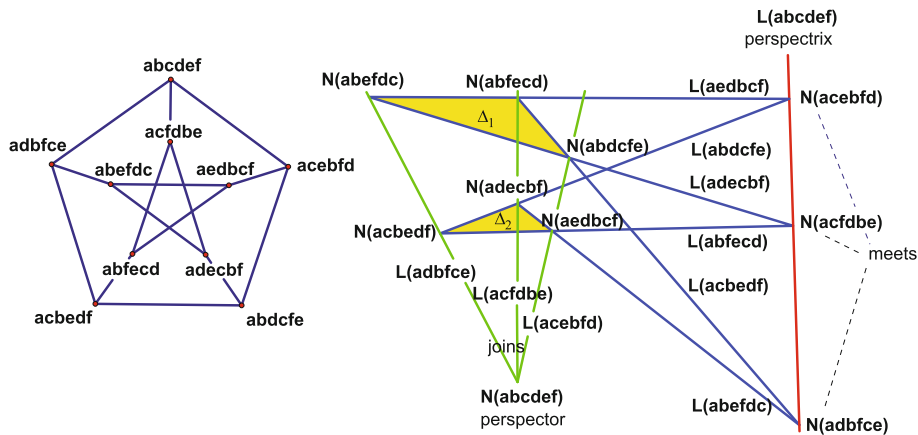 abcdef
acfdbe
adbfce
abefdc
aedbcf
acebfd
abfecd
adecbf
acbedf
abdcfe
L(abcdef)
perspectrix
N(abefdc)
N(abfecd)
L(aedbcf)
N(acebfd)
Δ1
N(abdcfe)
L(abdcfe)
L(adecbf)
N(adecbf)
N(acbedf)
Δ2
N(aedbcf)
N(acfdbe)
L(abfecd)
meets
L(adbfce)
L(acbedf)
L(acfdbe)
L(acebfd)
joins
N(abcdef)
perspector
L(abefdc)
N(adbfce)